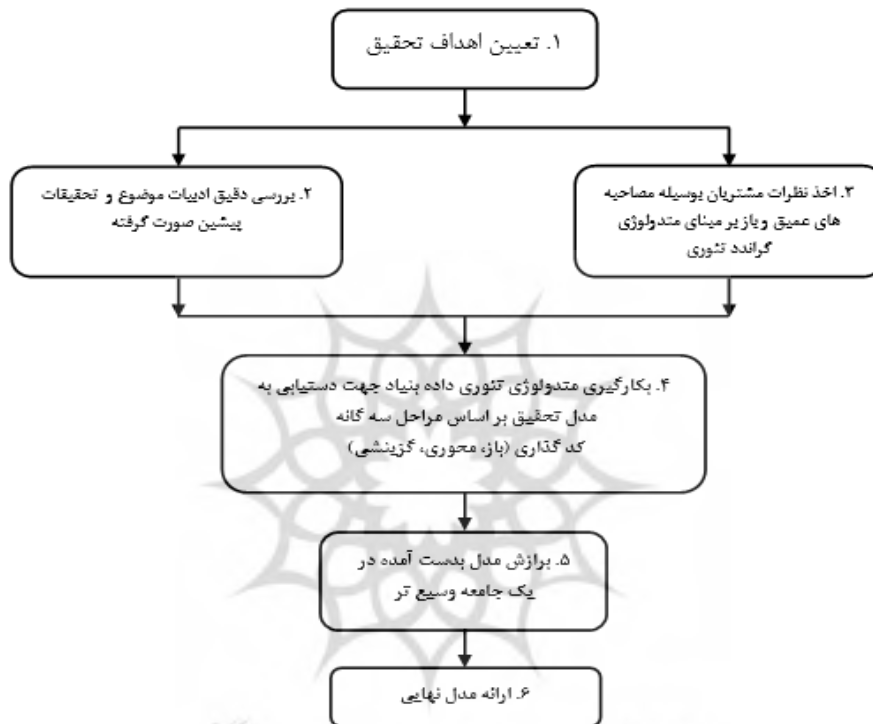 ۱. تعیین اهداف تحقیق
۲. بررسی دقیق ادبیات موضوع و تحقیقات
پیشین صورت گرفته
۳. اخذ نظرات مشتریان بوسیله مصاحبه
های عمیق و باز بر مبنای متدولوژی
گراندد تئوری
۴. بکارگیری متدولوژی تئوری داده بنیاد جهت دستیابی به
مدل تحقیق بر اساس مراحل سه گانه
کد گذاری (باز، محوری، گزینشی)
۵. برازش مدل بدست آمده در
یک جامعه وسیع تر
۶. ارائه مدل نهایی